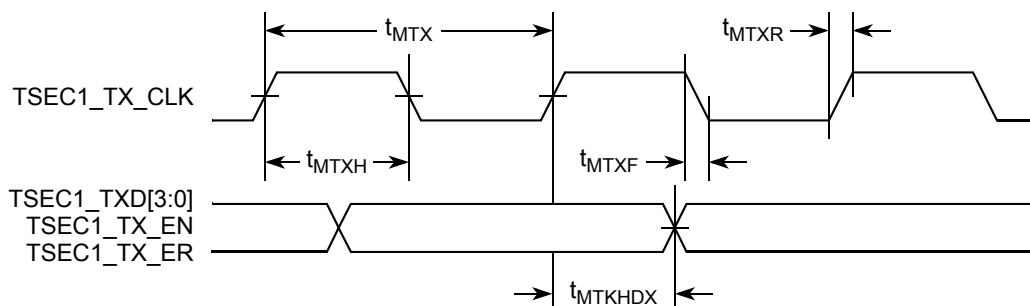 tMTX
tMTXR
TSEC1_TX_CLK
tMTXH
tMTXF
TSEC1_TXD[3:0]
TSEC1_TX_EN
TSEC1_TX_ER
tMTKHDX